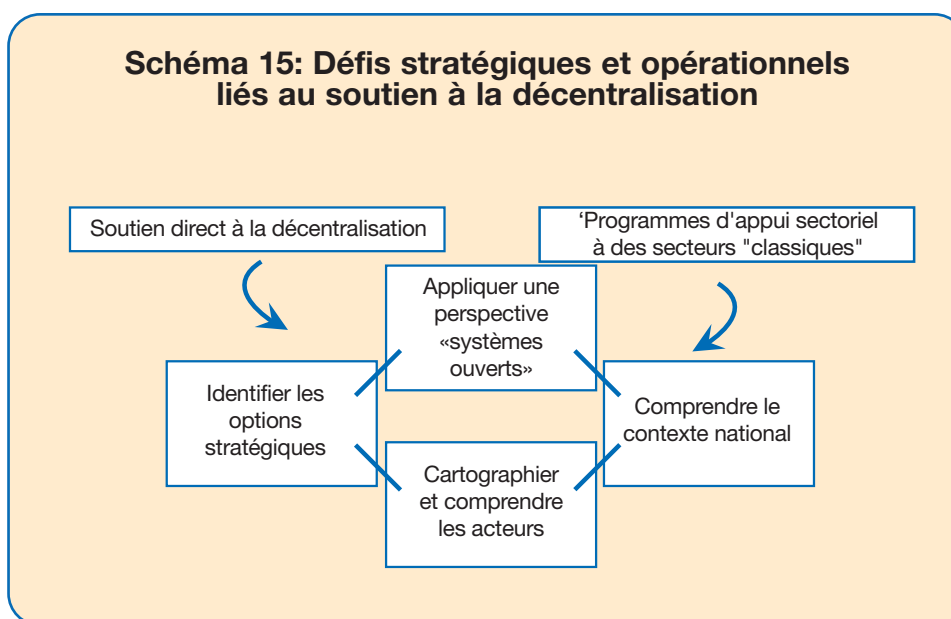 Schéma 15: Défis stratégiques et opérationnels
liés au soutien à la décentralisation
Soutien direct à la décentralisation
‘Programmes d'appui sectoriel
à des secteurs "classiques"
Appliquer une
perspective
«systèmes
ouverts»
Identifier les
options
stratégiques
Comprendre le
contexte national
Cartographier
et comprendre
les acteurs